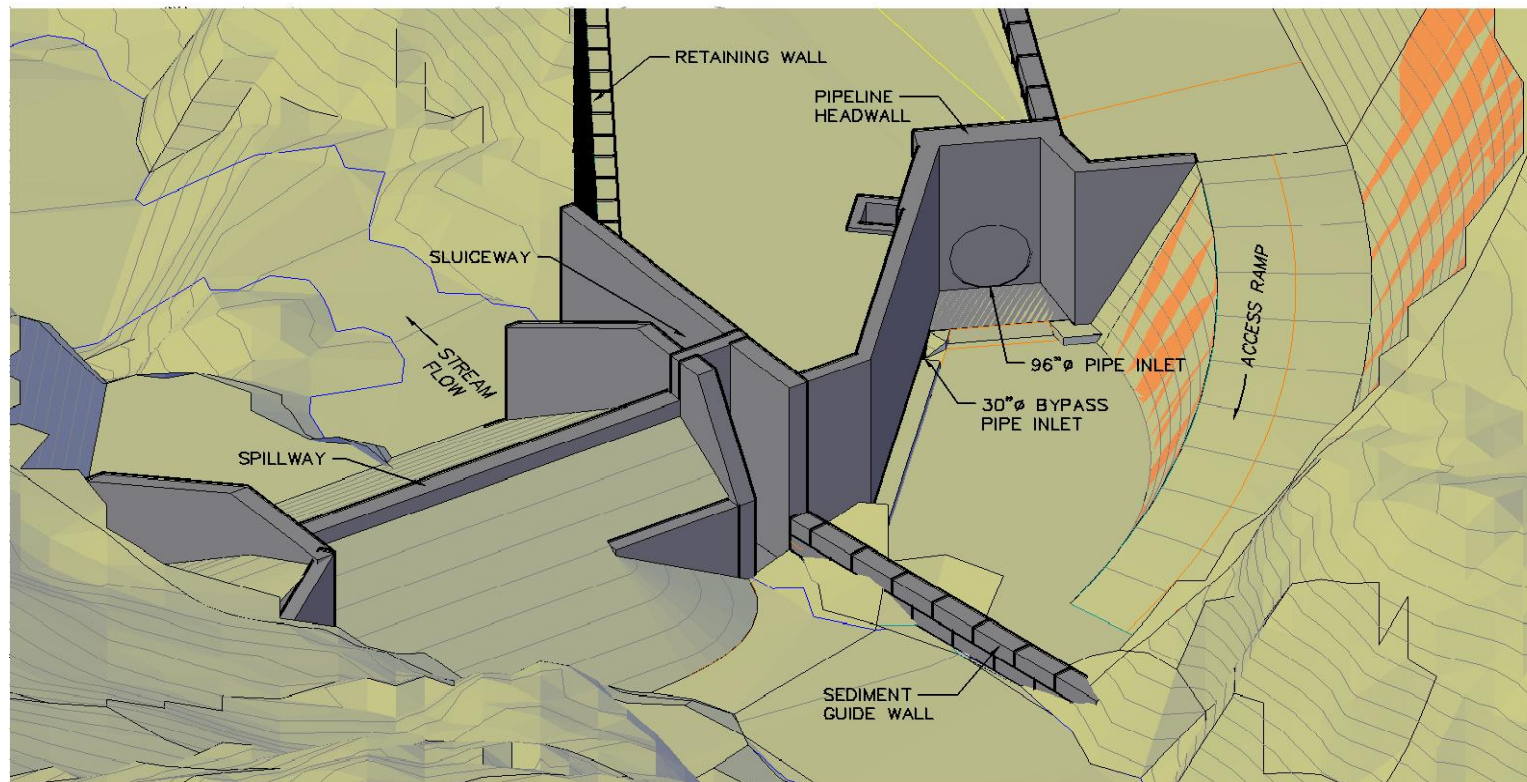 RETAINING WALL
PIPELINE
HEADWALL
SLUICEWAY
STREAM
FLOW
ACCESS RAMP
96"ø PIPE INLET
30"ø BYPASS
PIPE INLET
SPILLWAY
SEDIMENT
GUIDE WALL